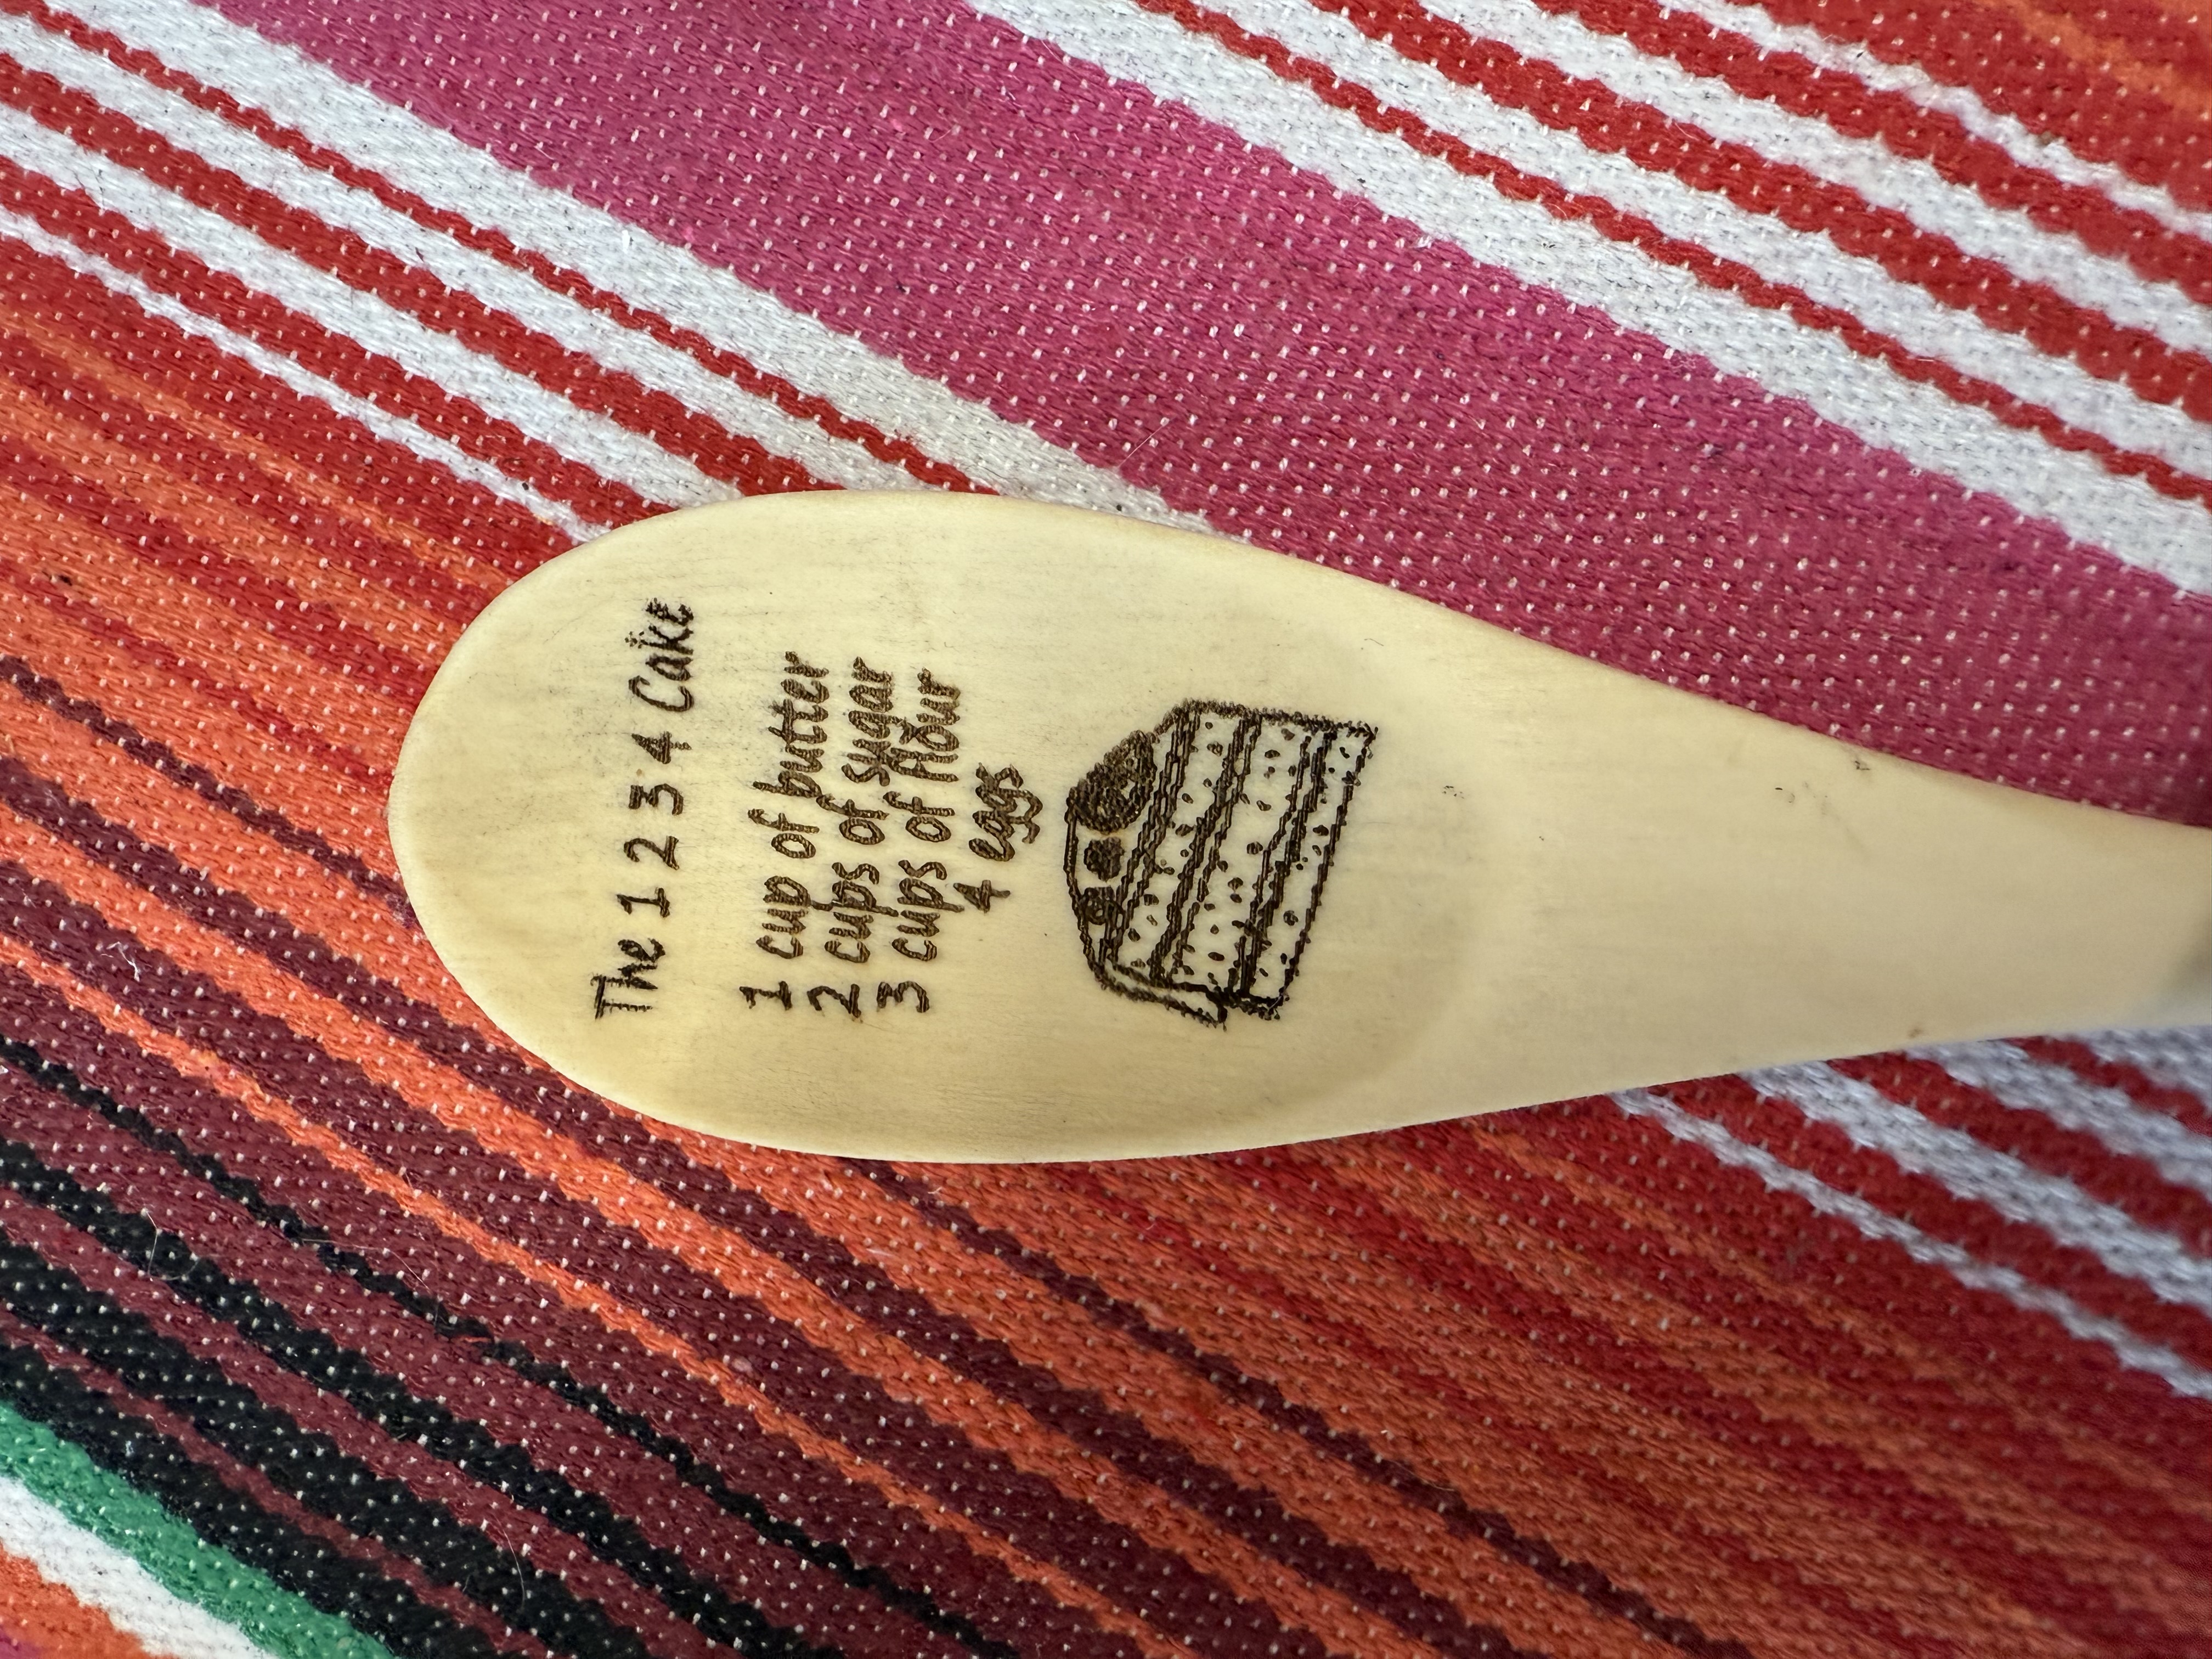 The 1 2 3 4 Cake
1 cup of butter
2 cups of sugar
3 cups of flour
4 eggs